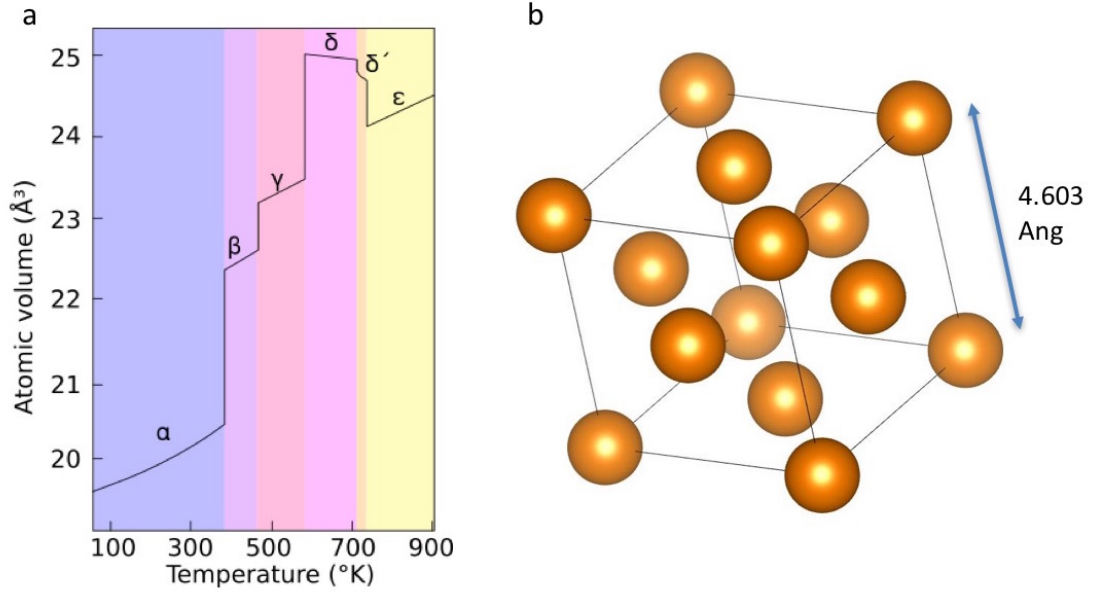 a
b
25
24
23
22
21
20
Atomic volume (Å³)
α
β
γ
δ
δ´
ε
100
300
500
700
900
Temperature (°K)
4.603
Ang